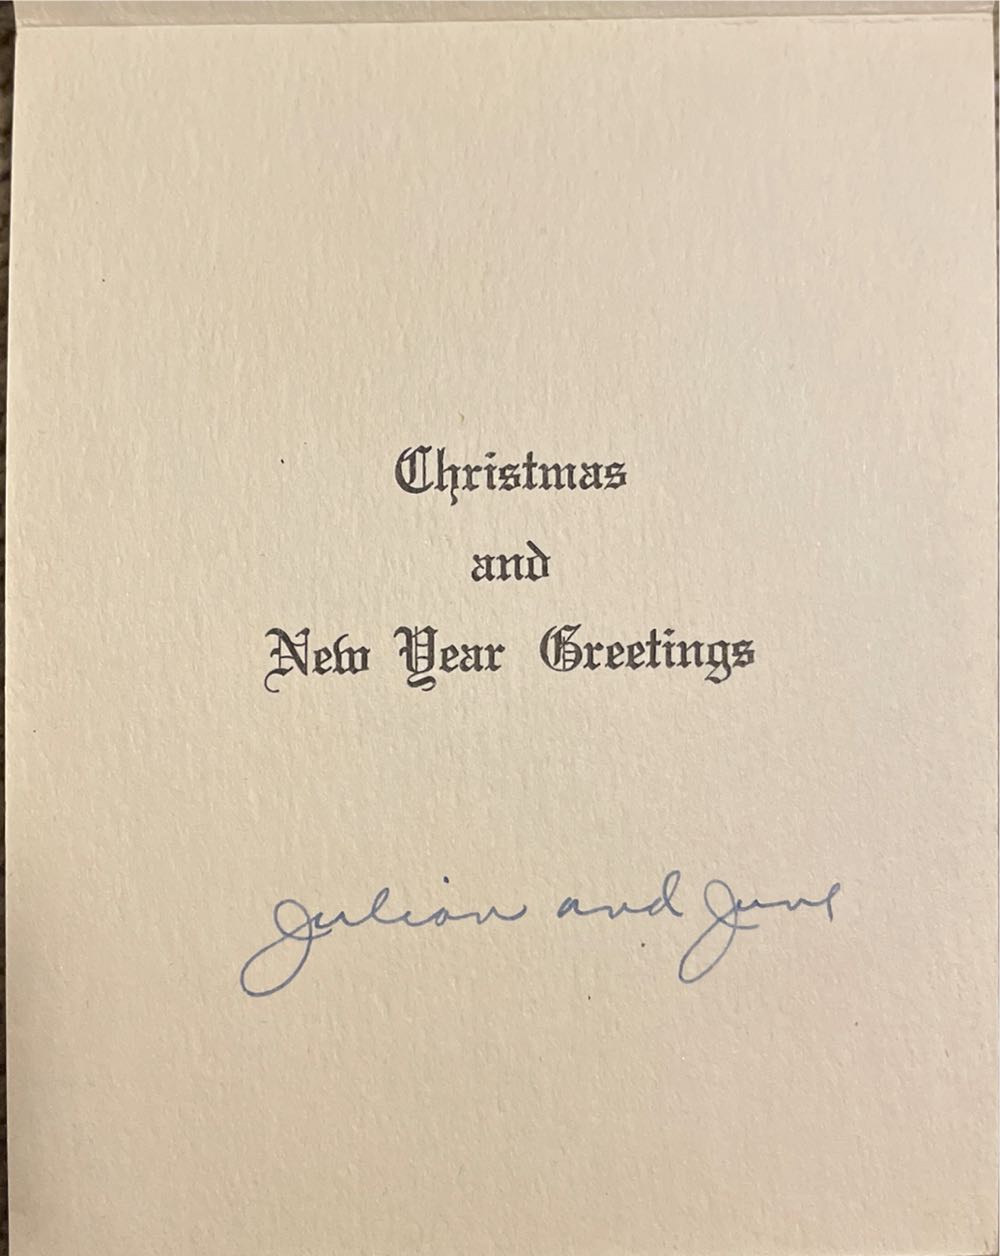 Christmas
and
New Year Greetings
Julian and June